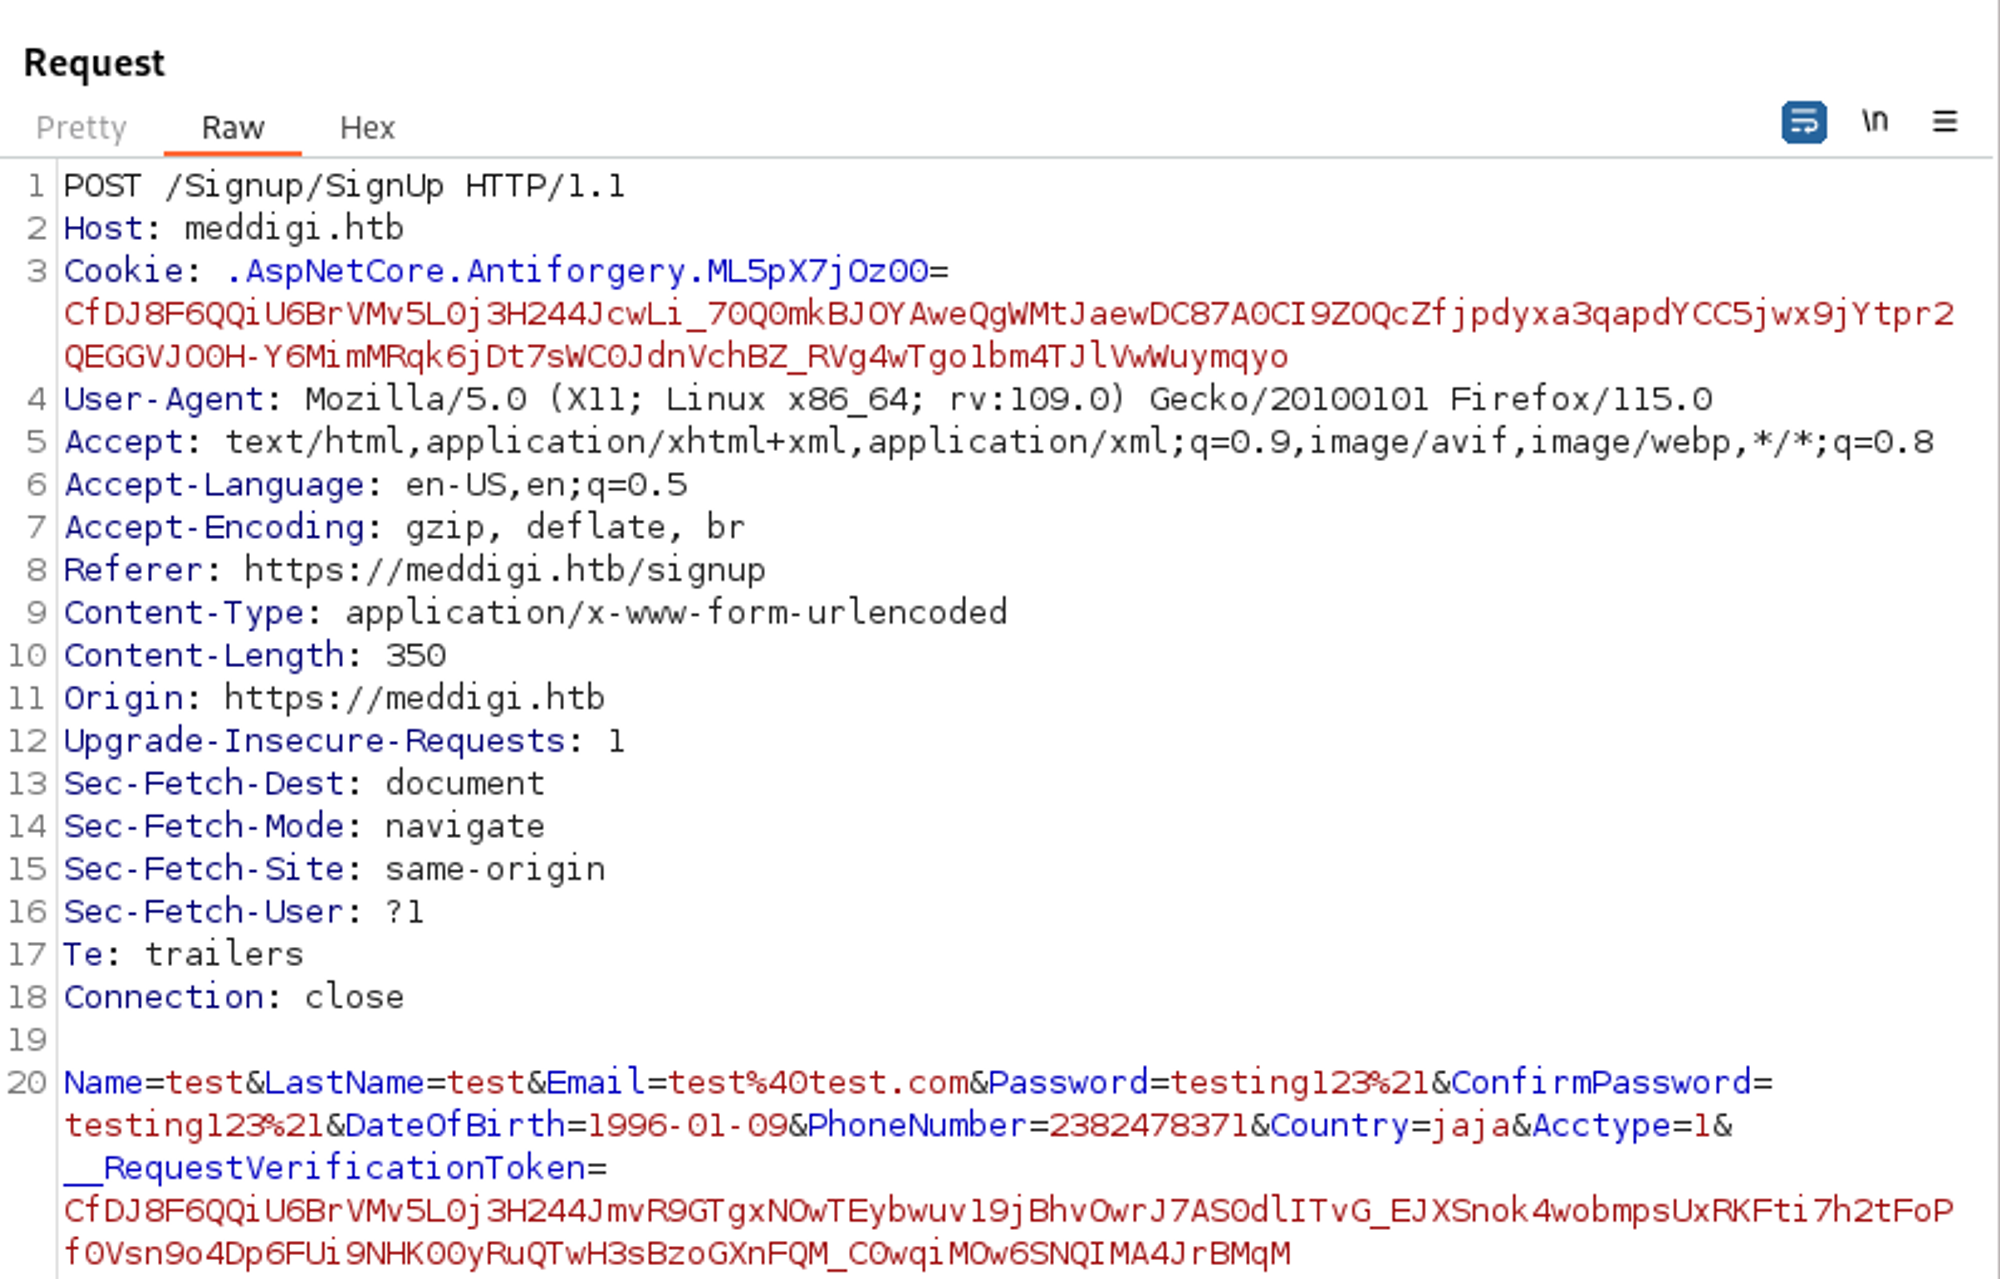 Request
Pretty Raw Hex \n
1 POST /Signup/SignUp HTTP/1.1
2 Host: meddigi.htb
3 Cookie: .AspNetCore.Antiforgery.ML5pX7jOz00=
CfDJ8F6QQiU6BrVMv5L0j3H244JcwLi_70Q0mkBJOYAweQgWMtJaewDC87A0CI9ZOQcZfjpdyxa3qapdYCC5jwx9jYtpr2
QEGGVJO0H-Y6MimMRqk6jDt7sWC0JdnVchBZ_RVg4wTgo1bm4TJlVwWuymqyo
4 User-Agent: Mozilla/5.0 (X11; Linux x86_64; rv:109.0) Gecko/20100101 Firefox/115.0
5 Accept: text/html,application/xhtml+xml,application/xml;q=0.9,image/avif,image/webp,*/*;q=0.8
6 Accept-Language: en-US,en;q=0.5
7 Accept-Encoding: gzip, deflate, br
8 Referer: https://meddigi.htb/signup
9 Content-Type: application/x-www-form-urlencoded
10 Content-Length: 350
11 Origin: https://meddigi.htb
12 Upgrade-Insecure-Requests: 1
13 Sec-Fetch-Dest: document
14 Sec-Fetch-Mode: navigate
15 Sec-Fetch-Site: same-origin
16 Sec-Fetch-User: ?1
17 Te: trailers
18 Connection: close
19
20 Name=test&LastName=test&Email=test%40test.com&Password=testing123%21&ConfirmPassword=
testing123%21&DateOfBirth=1996-01-09&PhoneNumber=2382478371&Country=jaja&Acctype=1&
__RequestVerificationToken=
CfDJ8F6QQiU6BrVMv5L0j3H244JmvR9GTgxNOwTEybwuv19jBhvOwrJ7ASOdlITvG_EJXSnok4wobmpsUxRKFti7h2tFoP
f0Vsn9o4Dp6FUi9NHK00yRuQTwH3sBzoGXnFQM_C0wqiMOw6SNQIMA4JrBMqM